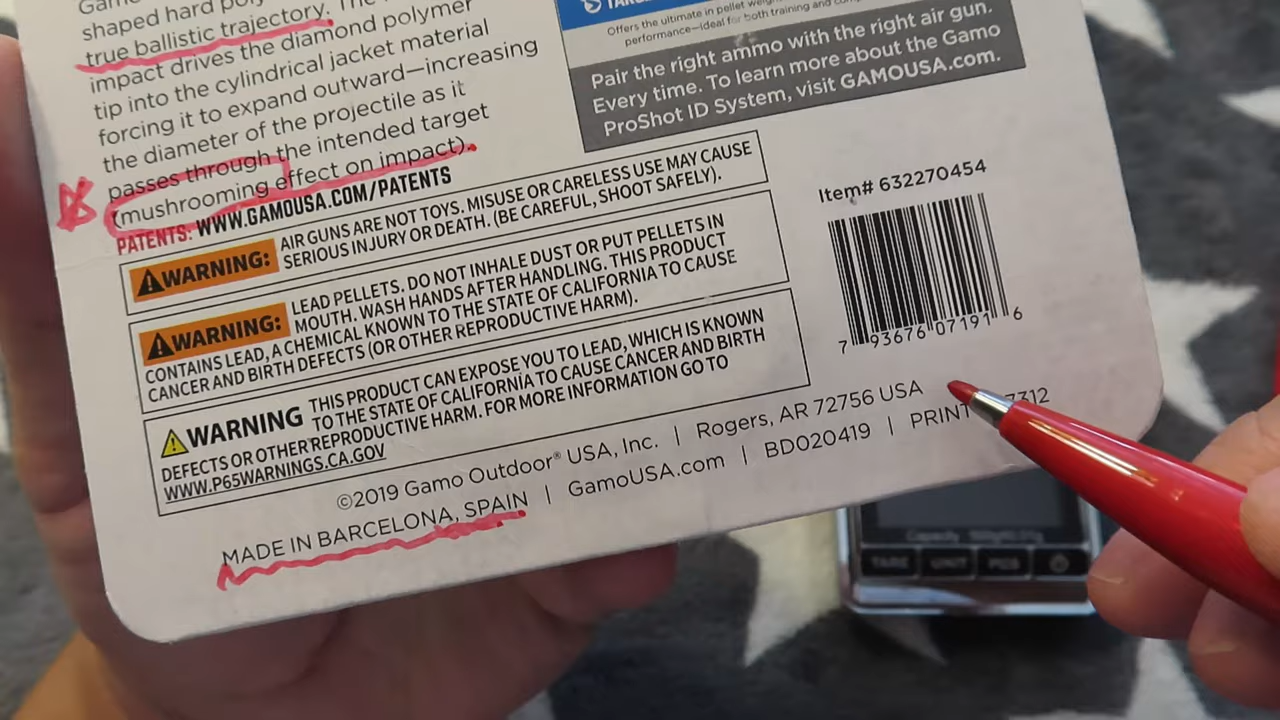 shaped hard
true ballistic trajectory. The
impact drives the diamond polymer
tip into the cylindrical jacket material
forcing it to expand outward—increasing
the diameter of the projectile as it
passes through the intended target
(mushrooming effect on impact).
PATENTS: WWW.GAMOUSA.COM/PATENTS
WARNING: AIR GUNS ARE NOT TOYS. MISUSE OR CARELESS USE MAY CAUSE
SERIOUS INJURY OR DEATH. (BE CAREFUL, SHOOT SAFELY).
WARNING: LEAD PELLETS. DO NOT INHALE DUST OR PUT PELLETS IN
MOUTH. WASH HANDS AFTER HANDLING. THIS PRODUCT
CONTAINS LEAD, A CHEMICAL KNOWN TO THE STATE OF CALIFORNIA TO CAUSE
CANCER AND BIRTH DEFECTS (OR OTHER REPRODUCTIVE HARM).
WARNING THIS PRODUCT CAN EXPOSE YOU TO LEAD, WHICH IS KNOWN
TO THE STATE OF CALIFORNIA TO CAUSE CANCER AND BIRTH
DEFECTS OR OTHER REPRODUCTIVE HARM. FOR MORE INFORMATION GO TO
WWW.P65WARNINGS.CA.GOV
©2019 Gamo Outdoor® USA, Inc. | Rogers, AR 72756 USA
MADE IN BARCELONA, SPAIN | GamoUSA.com | BD020419 | PRINT 7312
Offers the ultimate in pellet
performance—ideal for both training and
Pair the right ammo with the right air gun.
Every time. To learn more about the Gamo
ProShot ID System, visit GAMOUSA.com.
Item# 632270454
7 93676 07191 6
Capacity
TARE UNIT PCS